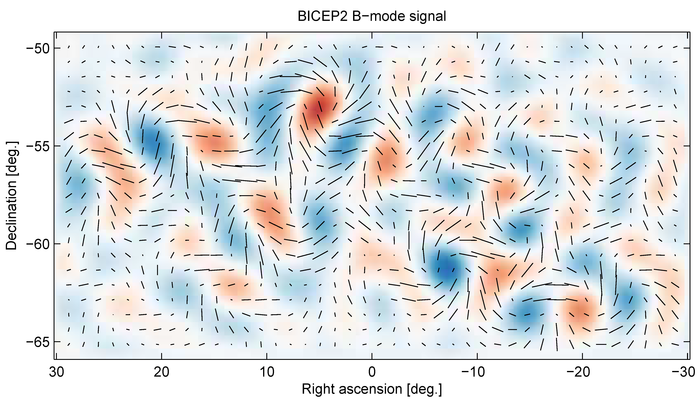 BICEP2 B−mode signal
−50
−55
−60
−65
Declination [deg.]
30 20 10 0 −10 −20 −30
Right ascension [deg.]